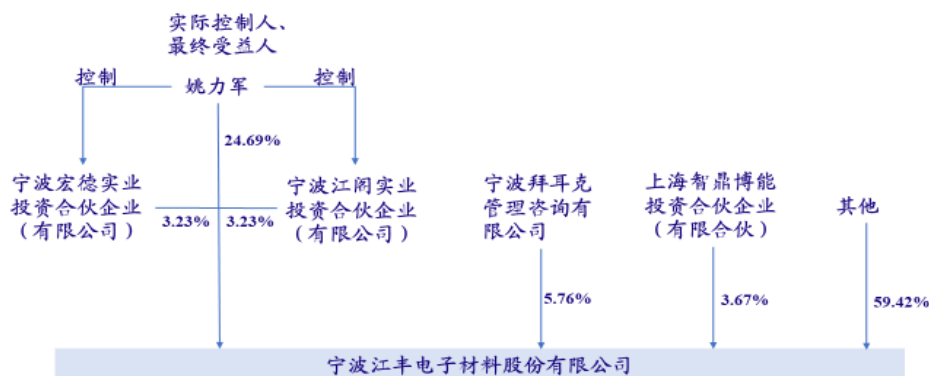 实际控制人、
最终受益人
控制
姚力军
控制
24.69%
宁波宏德实业
投资合伙企业
（有限公司）
3.23%
3.23%
宁波江阁实业
投资合伙企业
（有限公司）
宁波拜耳克
管理咨询有
限公司
上海智鼎博能
投资合伙企业
（有限合伙）
其他
5.76%
3.67%
59.42%
宁波江丰电子材料股份有限公司